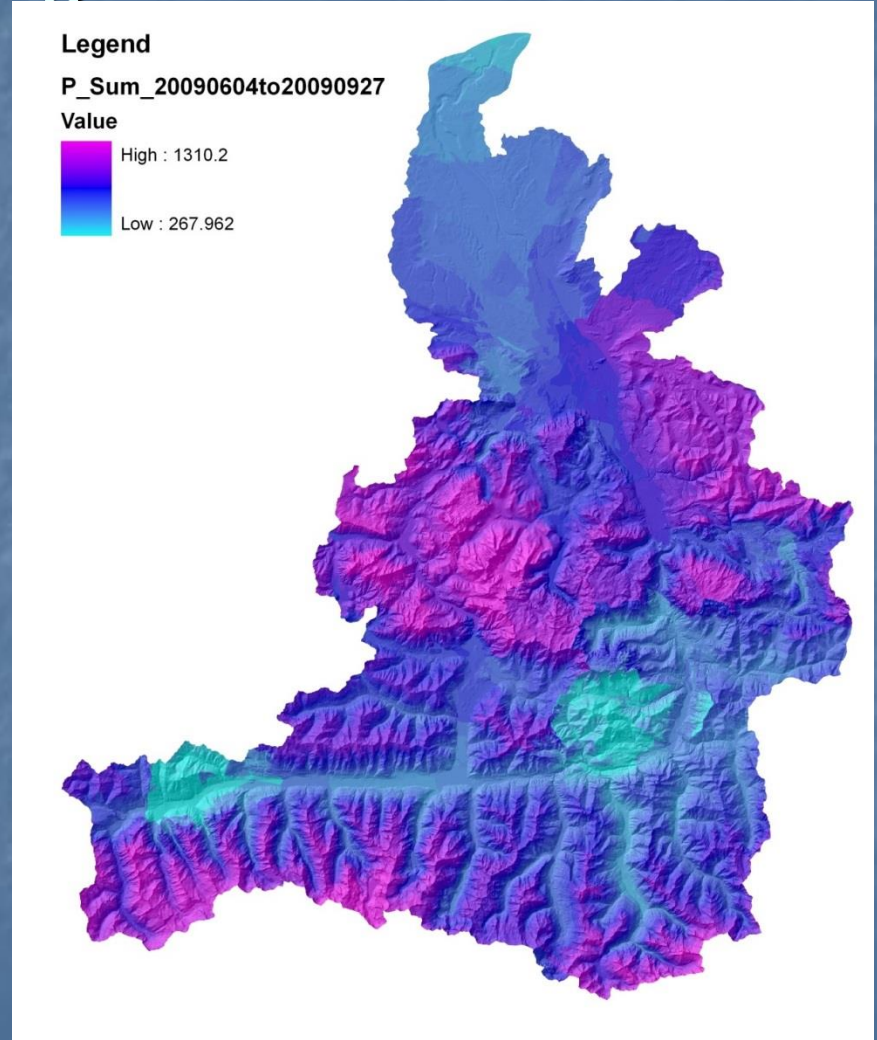 Legend
P_Sum_20090604to20090927
Value
High : 1310.2
Low : 267.962